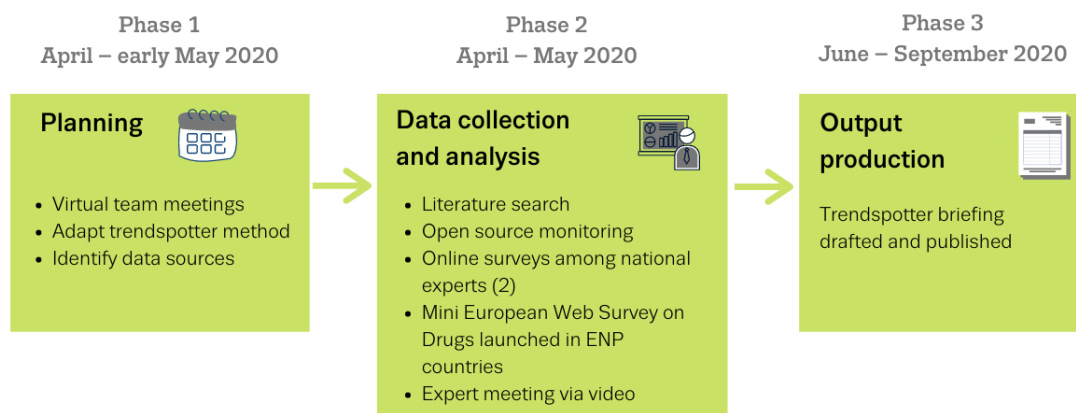 Phase 1
April – early May 2020
Planning
• Virtual team meetings
• Adapt trendspotter method
• Identify data sources
Phase 2
April – May 2020
Data collection
and analysis
• Literature search
• Open source monitoring
• Online surveys among national
experts (2)
• Mini European Web Survey on
Drugs launched in ENP
countries
• Expert meeting via video
Phase 3
June – September 2020
Output
production
Trendspotter briefing
drafted and published